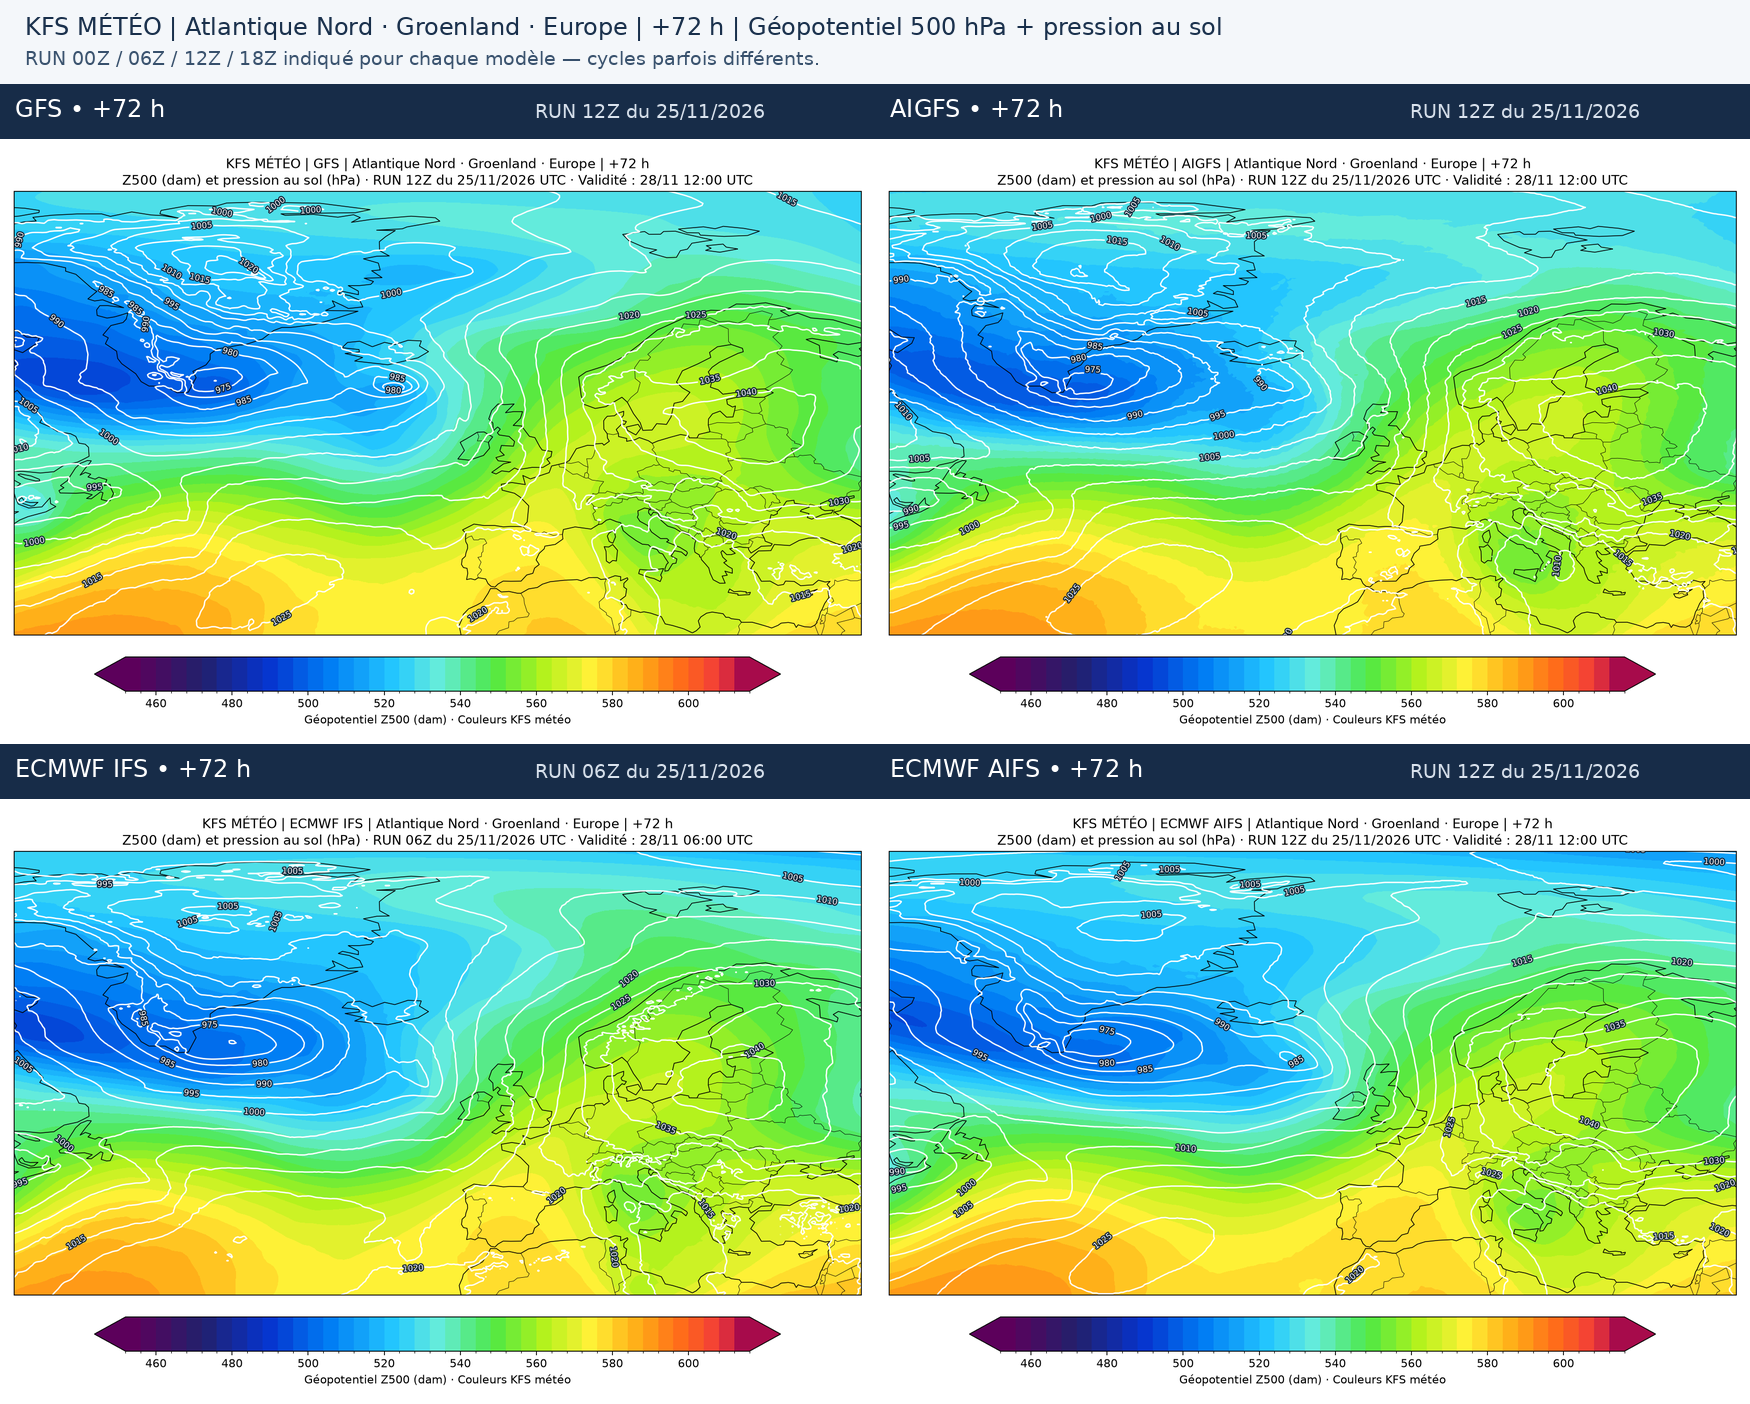 KFS MÉTÉO | Atlantique Nord · Groenland · Europe | +72 h | Géopotentiel 500 hPa + pression au sol
RUN 00Z / 06Z / 12Z / 18Z indiqué pour chaque modèle — cycles parfois différents.
GFS • +72 h
RUN 12Z du 25/11/2026
AIGFS • +72 h
RUN 12Z du 25/11/2026
KFS MÉTÉO | GFS | Atlantique Nord · Groenland · Europe | +72 h
Z500 (dam) et pression au sol (hPa) · RUN 12Z du 25/11/2026 UTC · Validité : 28/11 12:00 UTC
KFS MÉTÉO | AIGFS | Atlantique Nord · Groenland · Europe | +72 h
Z500 (dam) et pression au sol (hPa) · RUN 12Z du 25/11/2026 UTC · Validité : 28/11 12:00 UTC
460 480 500 520 540 560 580 600
Géopotentiel Z500 (dam) · Couleurs KFS météo
460 480 500 520 540 560 580 600
Géopotentiel Z500 (dam) · Couleurs KFS météo
ECMWF IFS • +72 h
RUN 06Z du 25/11/2026
ECMWF AIFS • +72 h
RUN 12Z du 25/11/2026
KFS MÉTÉO | ECMWF IFS | Atlantique Nord · Groenland · Europe | +72 h
Z500 (dam) et pression au sol (hPa) · RUN 06Z du 25/11/2026 UTC · Validité : 28/11 06:00 UTC
KFS MÉTÉO | ECMWF AIFS | Atlantique Nord · Groenland · Europe | +72 h
Z500 (dam) et pression au sol (hPa) · RUN 12Z du 25/11/2026 UTC · Validité : 28/11 12:00 UTC
460 480 500 520 540 560 580 600
Géopotentiel Z500 (dam) · Couleurs KFS météo
460 480 500 520 540 560 580 600
Géopotentiel Z500 (dam) · Couleurs KFS météo